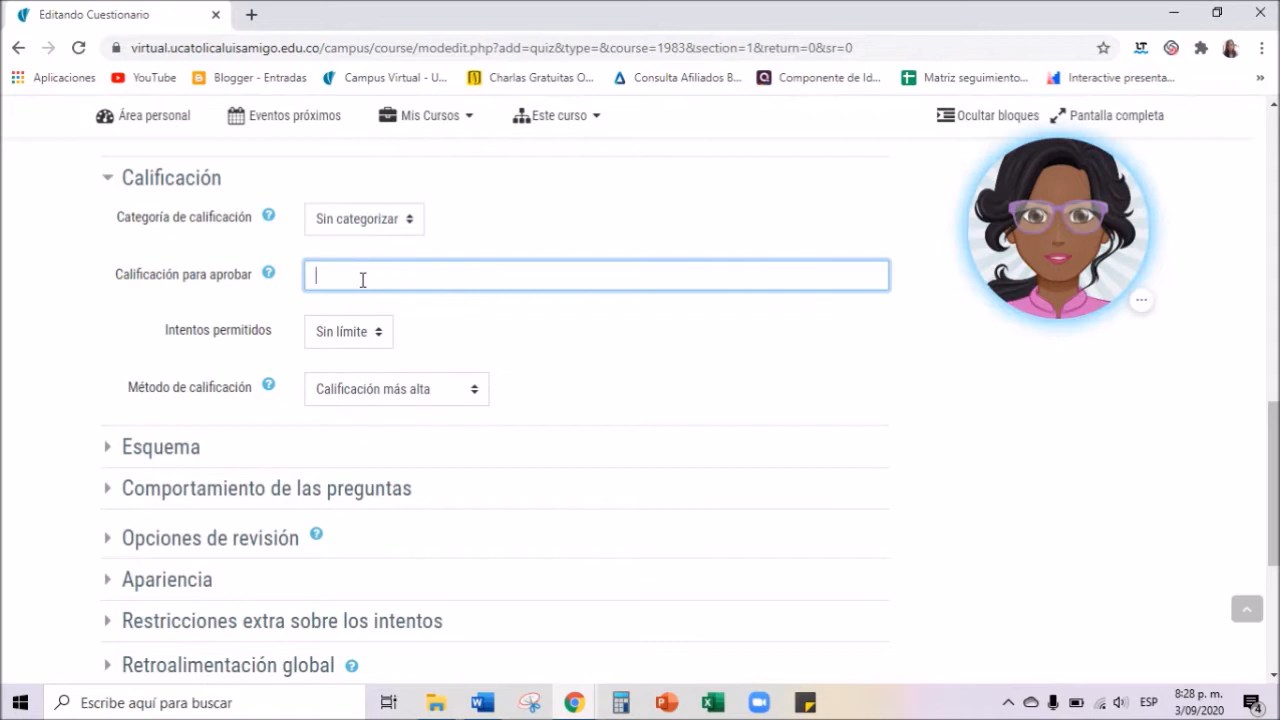 Editando Cuestionario
virtual.ucatolicaluisamigo.edu.co/campus/course/modedit.php?add=quiz&type=&course=1983&section=1&return=0&sr=0
Aplicaciones YouTube Blogger - Entradas Campus Virtual - U... Charlas Gratuitas O... Consulta Afiliados B... Componente de Id... Matriz seguimiento... Interactive presenta... »
Área personal Eventos próximos Mis Cursos Este curso Ocultar bloques Pantalla completa
Calificación
Categoría de calificación ? Sin categorizar
Calificación para aprobar ?
Intentos permitidos Sin límite
Método de calificación ? Calificación más alta
Esquema
Comportamiento de las preguntas
Opciones de revisión ?
Apariencia
Restricciones extra sobre los intentos
Retroalimentación global ?
Escribe aquí para buscar ESP 8:28 p. m.
3/09/2020 4